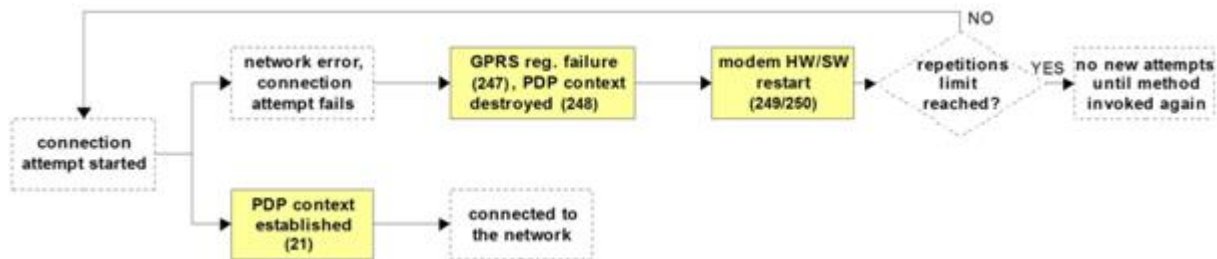 NO
network error,
connection
attempt fails
GPRS reg. failure
(247), PDP context
destroyed (248)
modem HW/SW
restart
(249/250)
repetitions
limit
reached?
YES
no new attempts
until method
invoked again
connection
attempt started
PDP context
established
(21)
connected to
the network